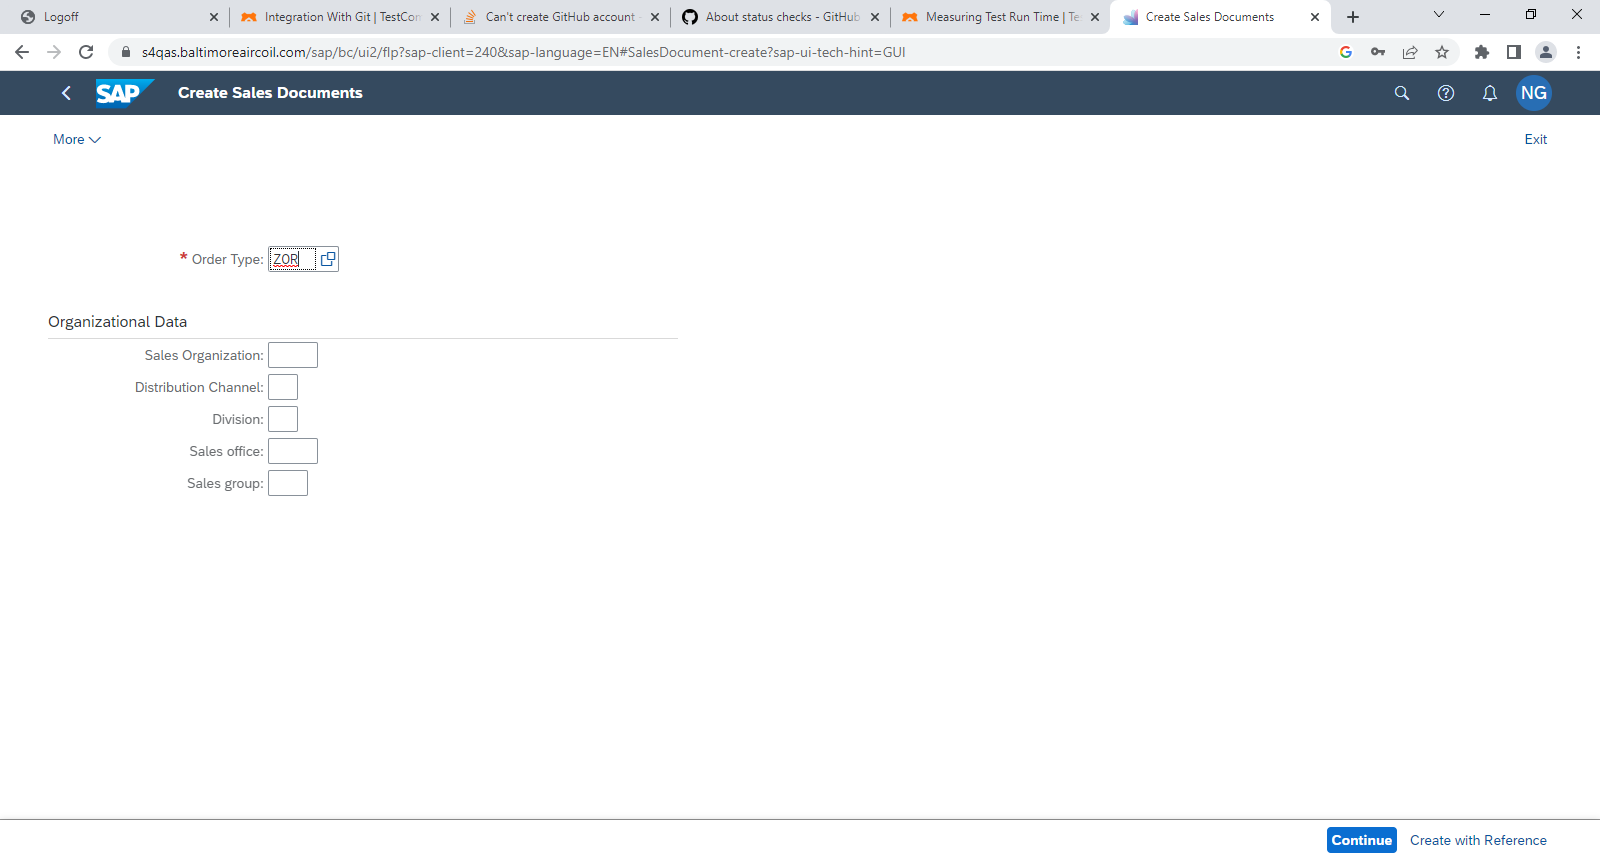 Logoff
Integration With Git | TestCom
Can't create GitHub account -
About status checks - GitHub
Measuring Test Run Time | Te
Create Sales Documents
s4qas.baltimoreaircoil.com/sap/bc/ui2/flp?sap-client=240&sap-language=EN#SalesDocument-create?sap-ui-tech-hint=GUI
SAP Create Sales Documents NG
More Exit
* Order Type: ZOR
Organizational Data
Sales Organization:
Distribution Channel:
Division:
Sales office:
Sales group:
Continue Create with Reference